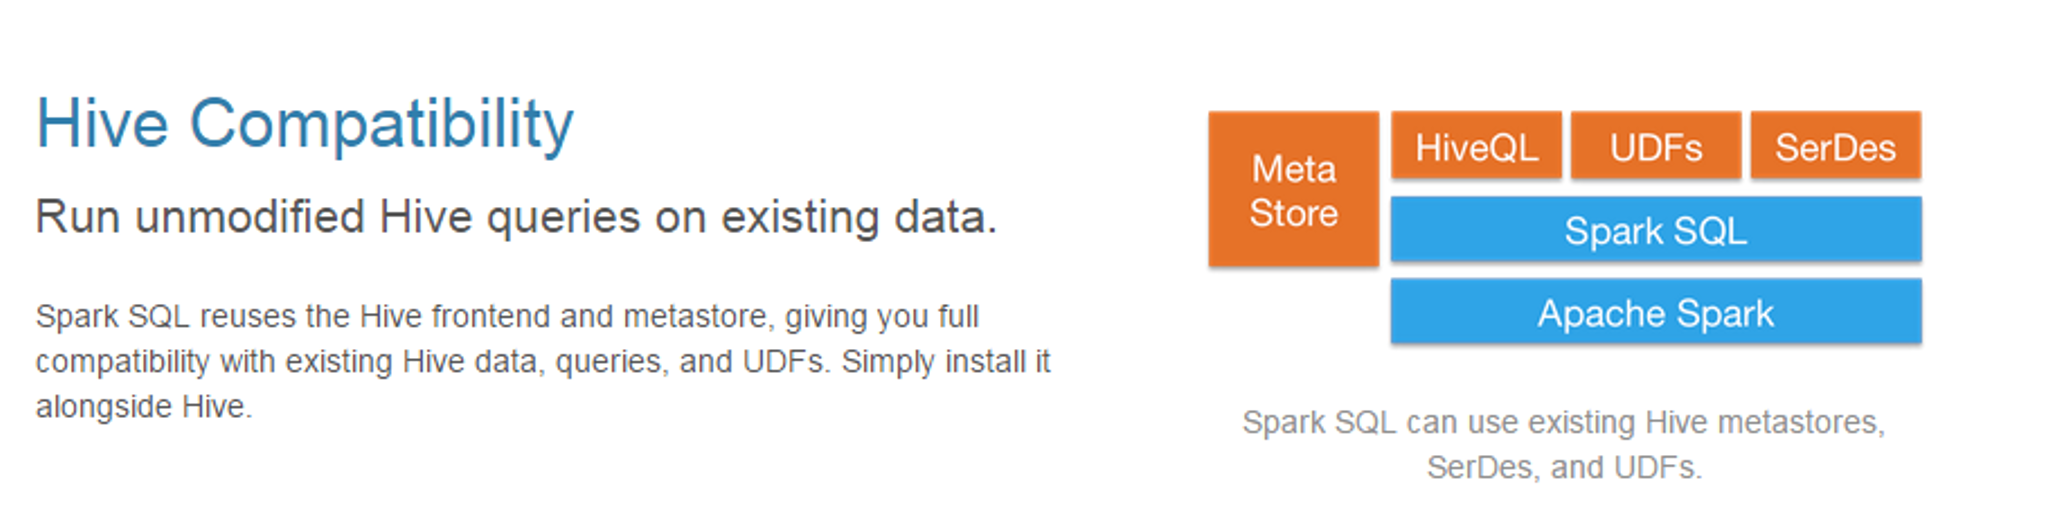 Hive Compatibility
Run unmodified Hive queries on existing data.
Spark SQL reuses the Hive frontend and metastore, giving you full
compatibility with existing Hive data, queries, and UDFs. Simply install it
alongside Hive.
Meta
Store
HiveQL
UDFs
SerDes
Spark SQL
Apache Spark
Spark SQL can use existing Hive metastores,
SerDes, and UDFs.